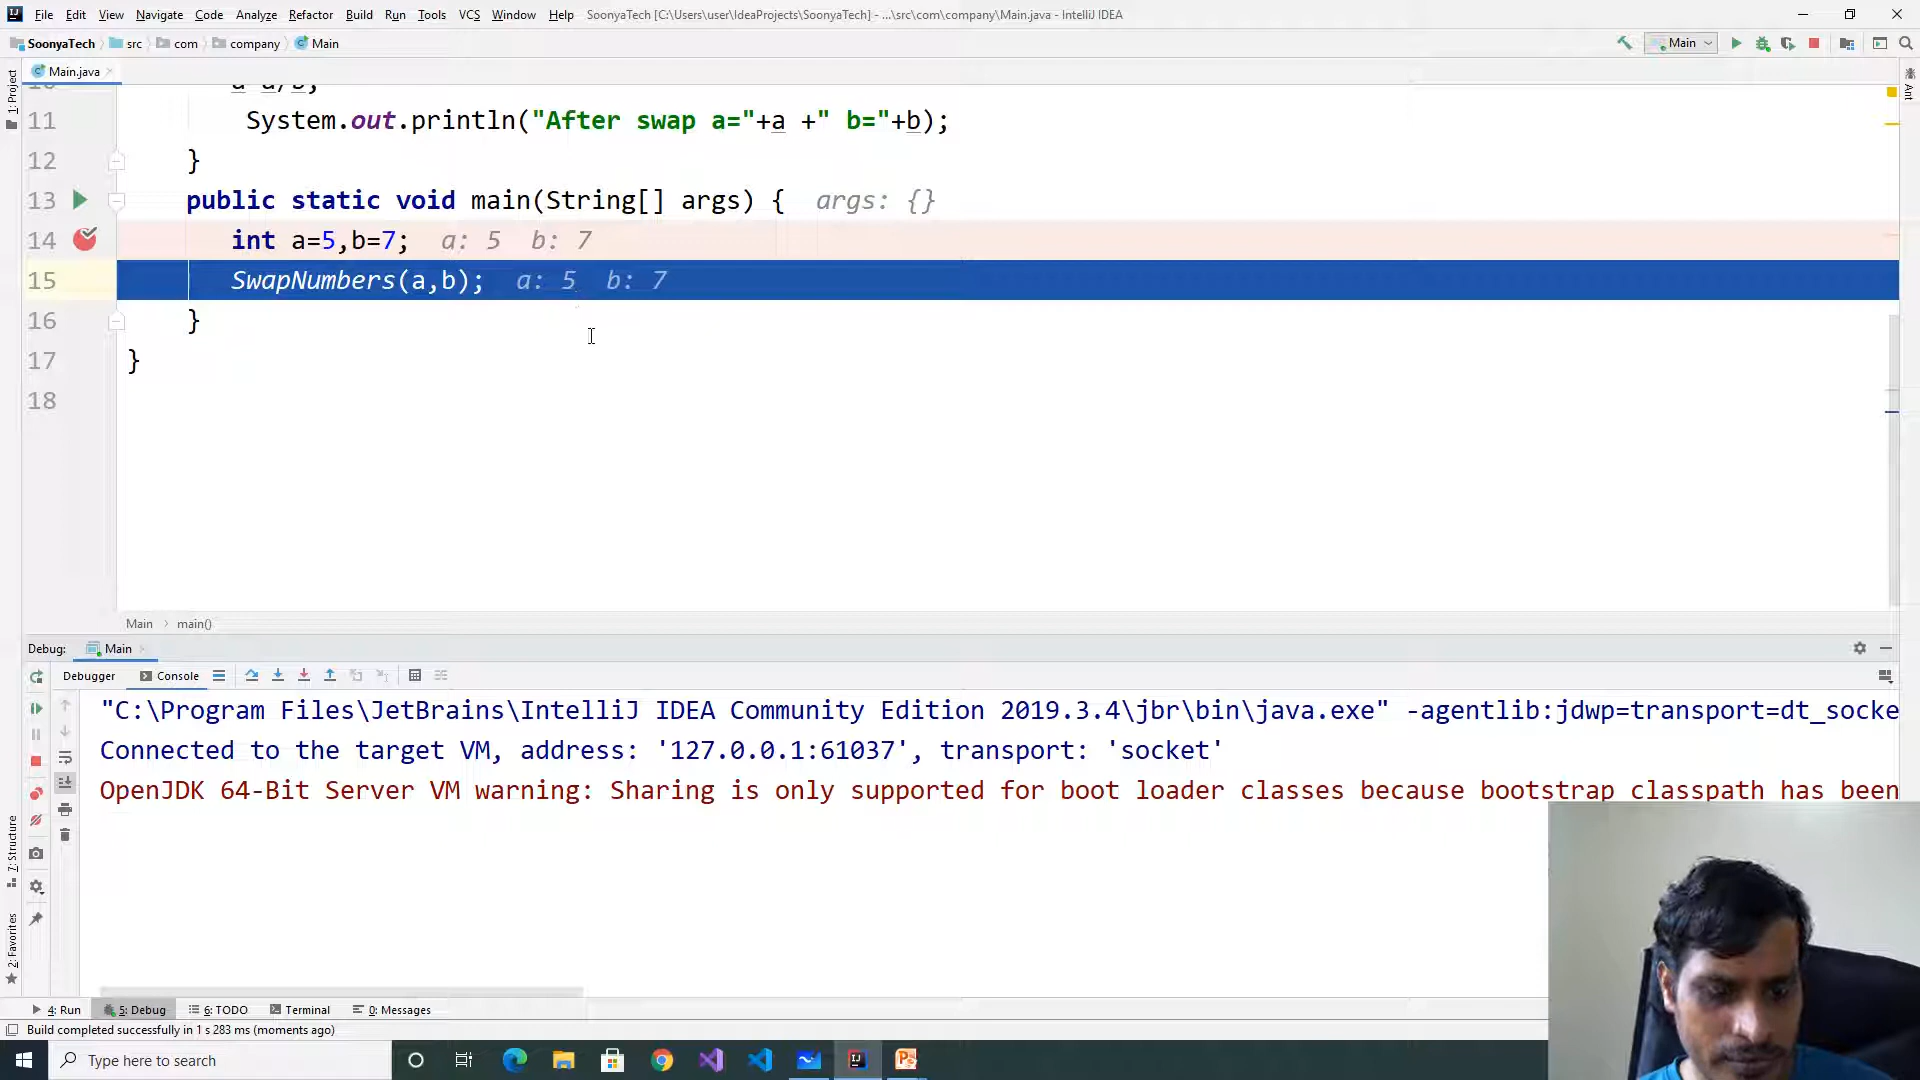 File Edit View Navigate Code Analyze Refactor Build Run Tools VCS Window Help SoonyaTech [C:\Users\user\IdeaProjects\SoonyaTech] - ...\src\com\company\Main.java - IntelliJ IDEA
SoonyaTech src com company Main
Main
Main.java
1: Project
Ant
11 System.out.println("After swap a="+a +" b="+b);
12 }
13 public static void main(String[] args) { args: {}
14 int a=5,b=7; a: 5 b: 7
15 SwapNumbers(a,b); a: 5 b: 7
16 }
17 }
18
Main main()
Debug: Main
Debugger Console
"C:\Program Files\JetBrains\IntelliJ IDEA Community Edition 2019.3.4\jbr\bin\java.exe" -agentlib:jdwp=transport=dt_socke
Connected to the target VM, address: '127.0.0.1:61037', transport: 'socket'
OpenJDK 64-Bit Server VM warning: Sharing is only supported for boot loader classes because bootstrap classpath has been
7: Structure
2: Favorites
4: Run 5: Debug 6: TODO Terminal 0: Messages
Build completed successfully in 1 s 283 ms (moments ago)
Type here to search